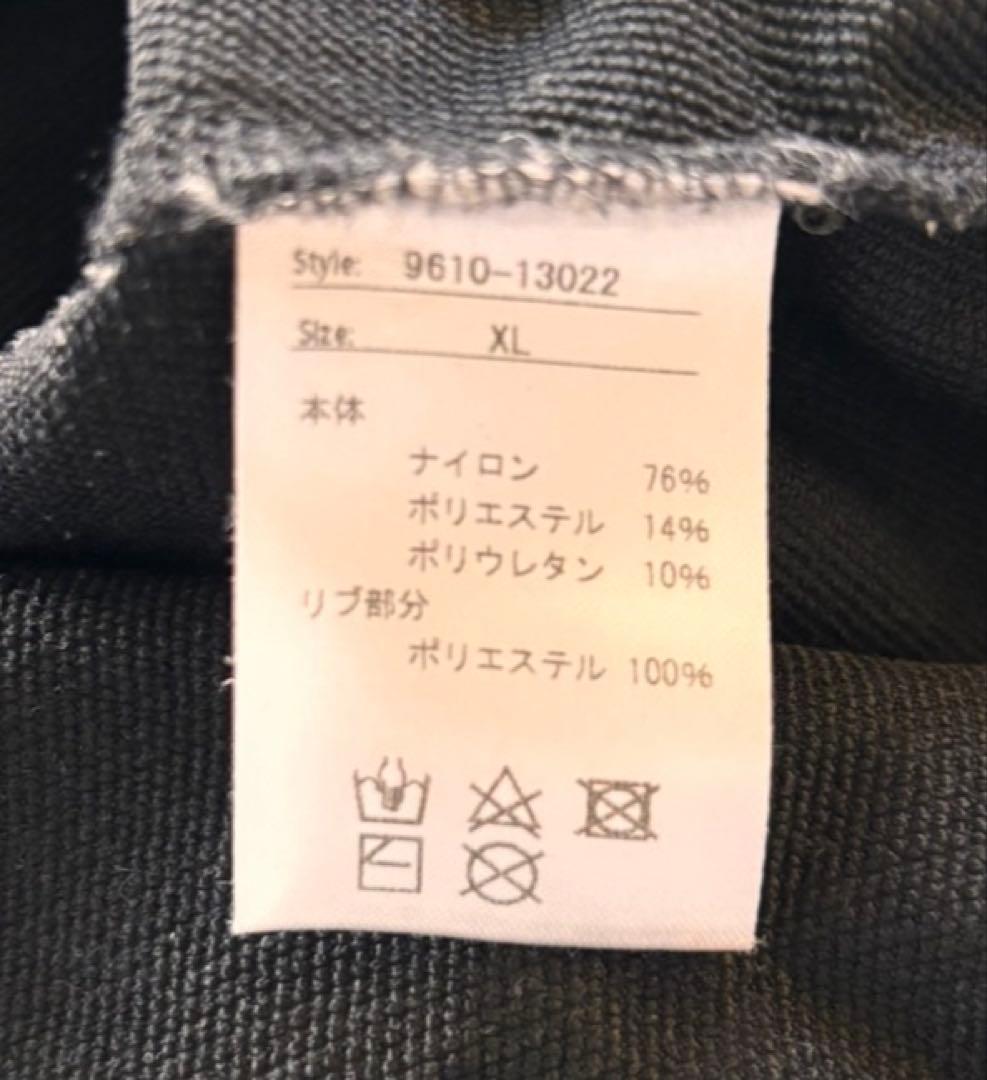 Style: 9610-13022
Size: XL
本体
ナイロン 76%
ポリエステル 14%
ポリウレタン 10%
リブ部分
ポリエステル 100%